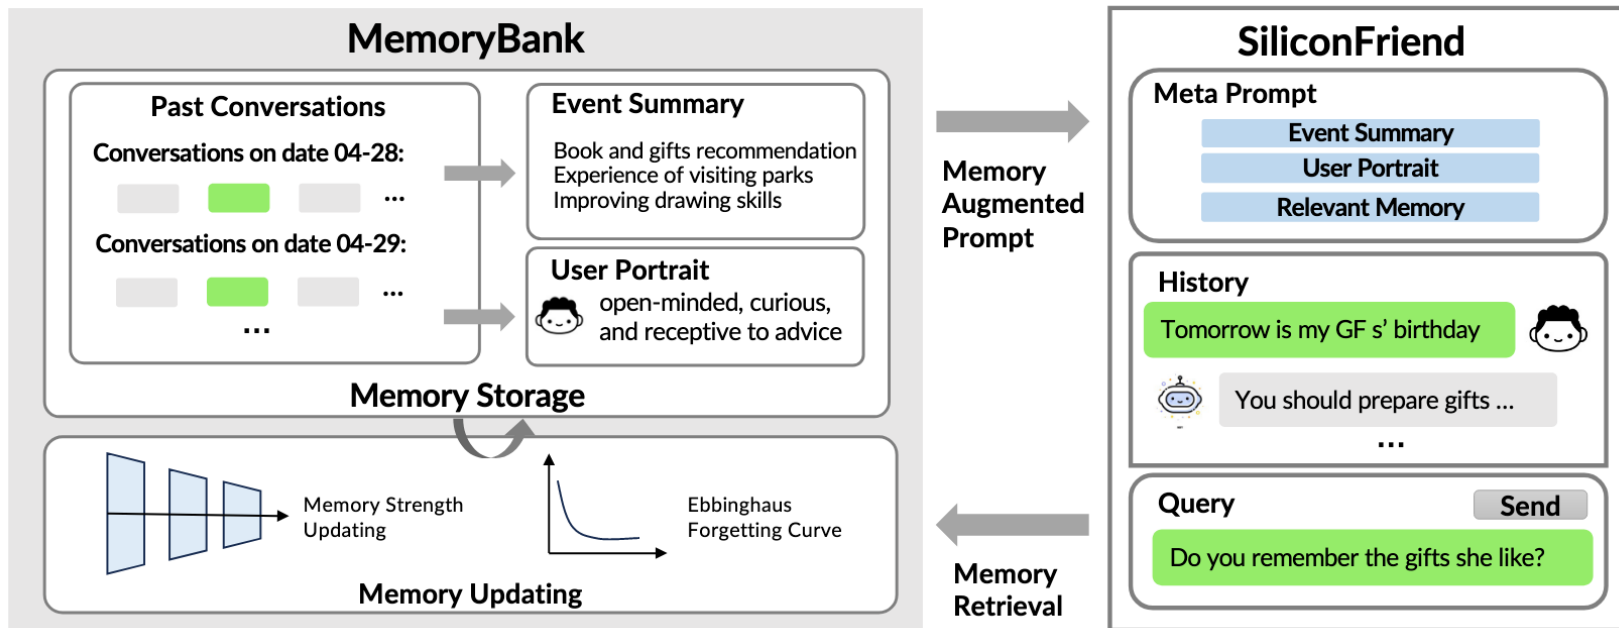 MemoryBank
Past Conversations
Conversations on date 04-28:
...
Conversations on date 04-29:
...
...
Event Summary
Book and gifts recommendation
Experience of visiting parks
Improving drawing skills
User Portrait
open-minded, curious,
and receptive to advice
Memory Storage
Memory Strength
Updating
Ebbinghaus
Forgetting Curve
Memory Updating
Memory
Augmented
Prompt
Memory
Retrieval
SiliconFriend
Meta Prompt
Event Summary
User Portrait
Relevant Memory
History
Tomorrow is my GF s’ birthday
You should prepare gifts ...
...
Query
Send
Do you remember the gifts she like?